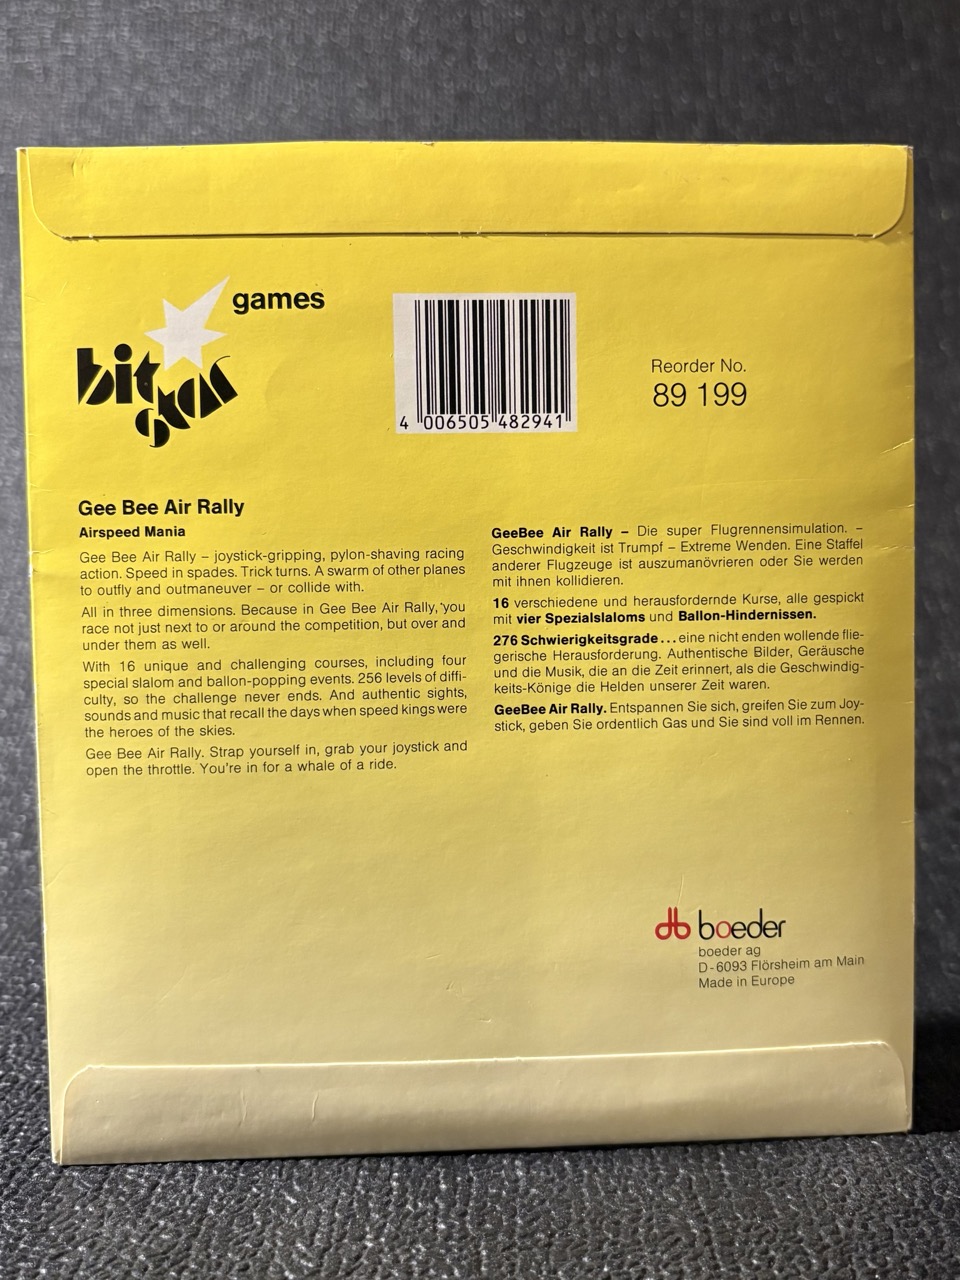 games
bit
star
4 006505 482941
Reorder No.
89 199
Gee Bee Air Rally
Airspeed Mania
Gee Bee Air Rally – joystick-gripping, pylon-shaving racing
action. Speed in spades. Trick turns. A swarm of other planes
to outfly and outmaneuver – or collide with.
All in three dimensions. Because in Gee Bee Air Rally, you
race not just next to or around the competition, but over and
under them as well.
With 16 unique and challenging courses, including four
special slalom and ballon-popping events. 256 levels of diffi-
culty, so the challenge never ends. And authentic sights,
sounds and music that recall the days when speed kings were
the heroes of the skies.
Gee Bee Air Rally. Strap yourself in, grab your joystick and
open the throttle. You're in for a whale of a ride.
GeeBee Air Rally – Die super Flugrennensimulation. –
Geschwindigkeit ist Trumpf – Extreme Wenden. Eine Staffel
anderer Flugzeuge ist auszumanövrieren oder Sie werden
mit ihnen kollidieren.
16 verschiedene und herausfordernde Kurse, alle gespickt
mit vier Spezialslaloms und Ballon-Hindernissen.
276 Schwierigkeitsgrade... eine nicht enden wollende flie-
gerische Herausforderung. Authentische Bilder, Geräusche
und die Musik, die an die Zeit erinnert, als die Geschwindig-
keits-Könige die Helden unserer Zeit waren.
GeeBee Air Rally. Entspannen Sie sich, greifen Sie zum Joy-
stick, geben Sie ordentlich Gas und Sie sind voll im Rennen.
db boeder
boeder ag
D-6093 Flörsheim am Main
Made in Europe